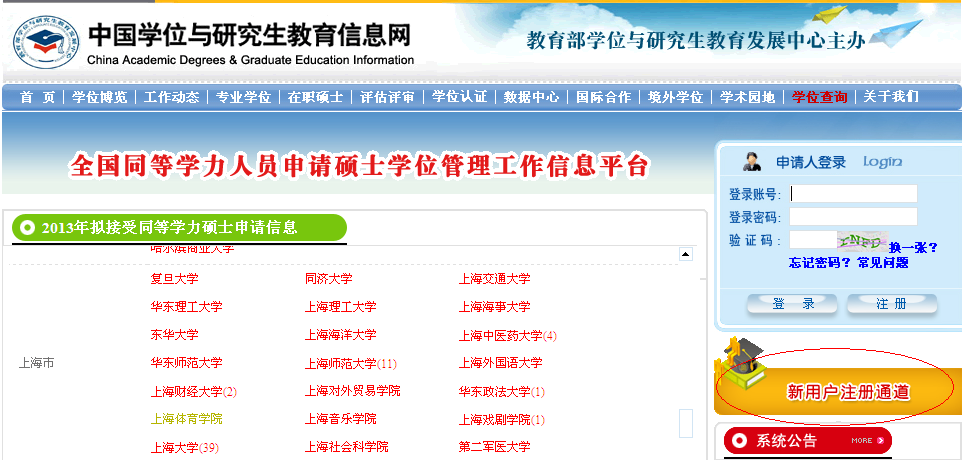 中国学位与研究生教育信息网
China Academic Degrees & Graduate Education Information
教育部学位与研究生教育发展中心主办
首 页 | 学位博览 | 工作动态 | 专业学位 | 在职硕士 | 评估评审 | 学位认证 | 数据中心 | 国际合作 | 境外学位 | 学术园地 | 学位查询 | 关于我们
全国同等学力人员申请硕士学位管理工作信息平台
申请人登录 Login
登录账号:
登录密码:
验 证 码: 换一张?
忘记密码? 常见问题
登 录 注 册
新用户注册通道
系统公告 MORE
2013年拟接受同等学力硕士申请信息
哈尔滨商业大学
上海市
复旦大学 同济大学 上海交通大学
华东理工大学 上海理工大学 上海海事大学
东华大学 上海海洋大学 上海中医药大学(4)
华东师范大学 上海师范大学(11) 上海外国语大学
上海财经大学(2) 上海对外贸易学院 华东政法大学(1)
上海体育学院 上海音乐学院 上海戏剧学院(1)
上海大学(39) 上海社会科学院 第二军医大学